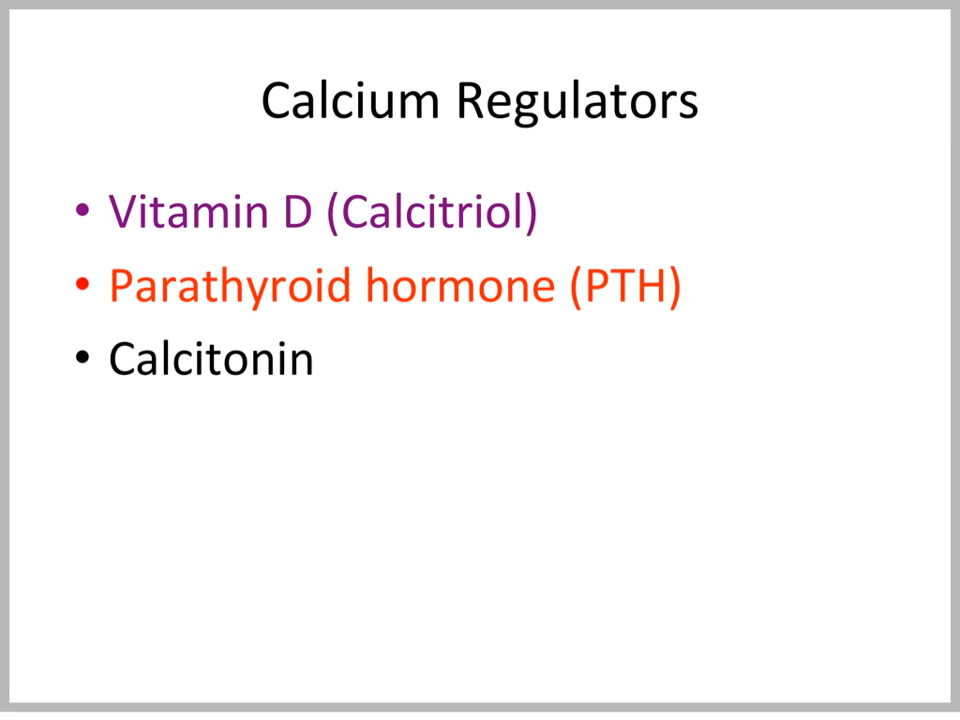 Calcium Regulators
• Vitamin D (Calcitriol)
• Parathyroid hormone (PTH)
• Calcitonin